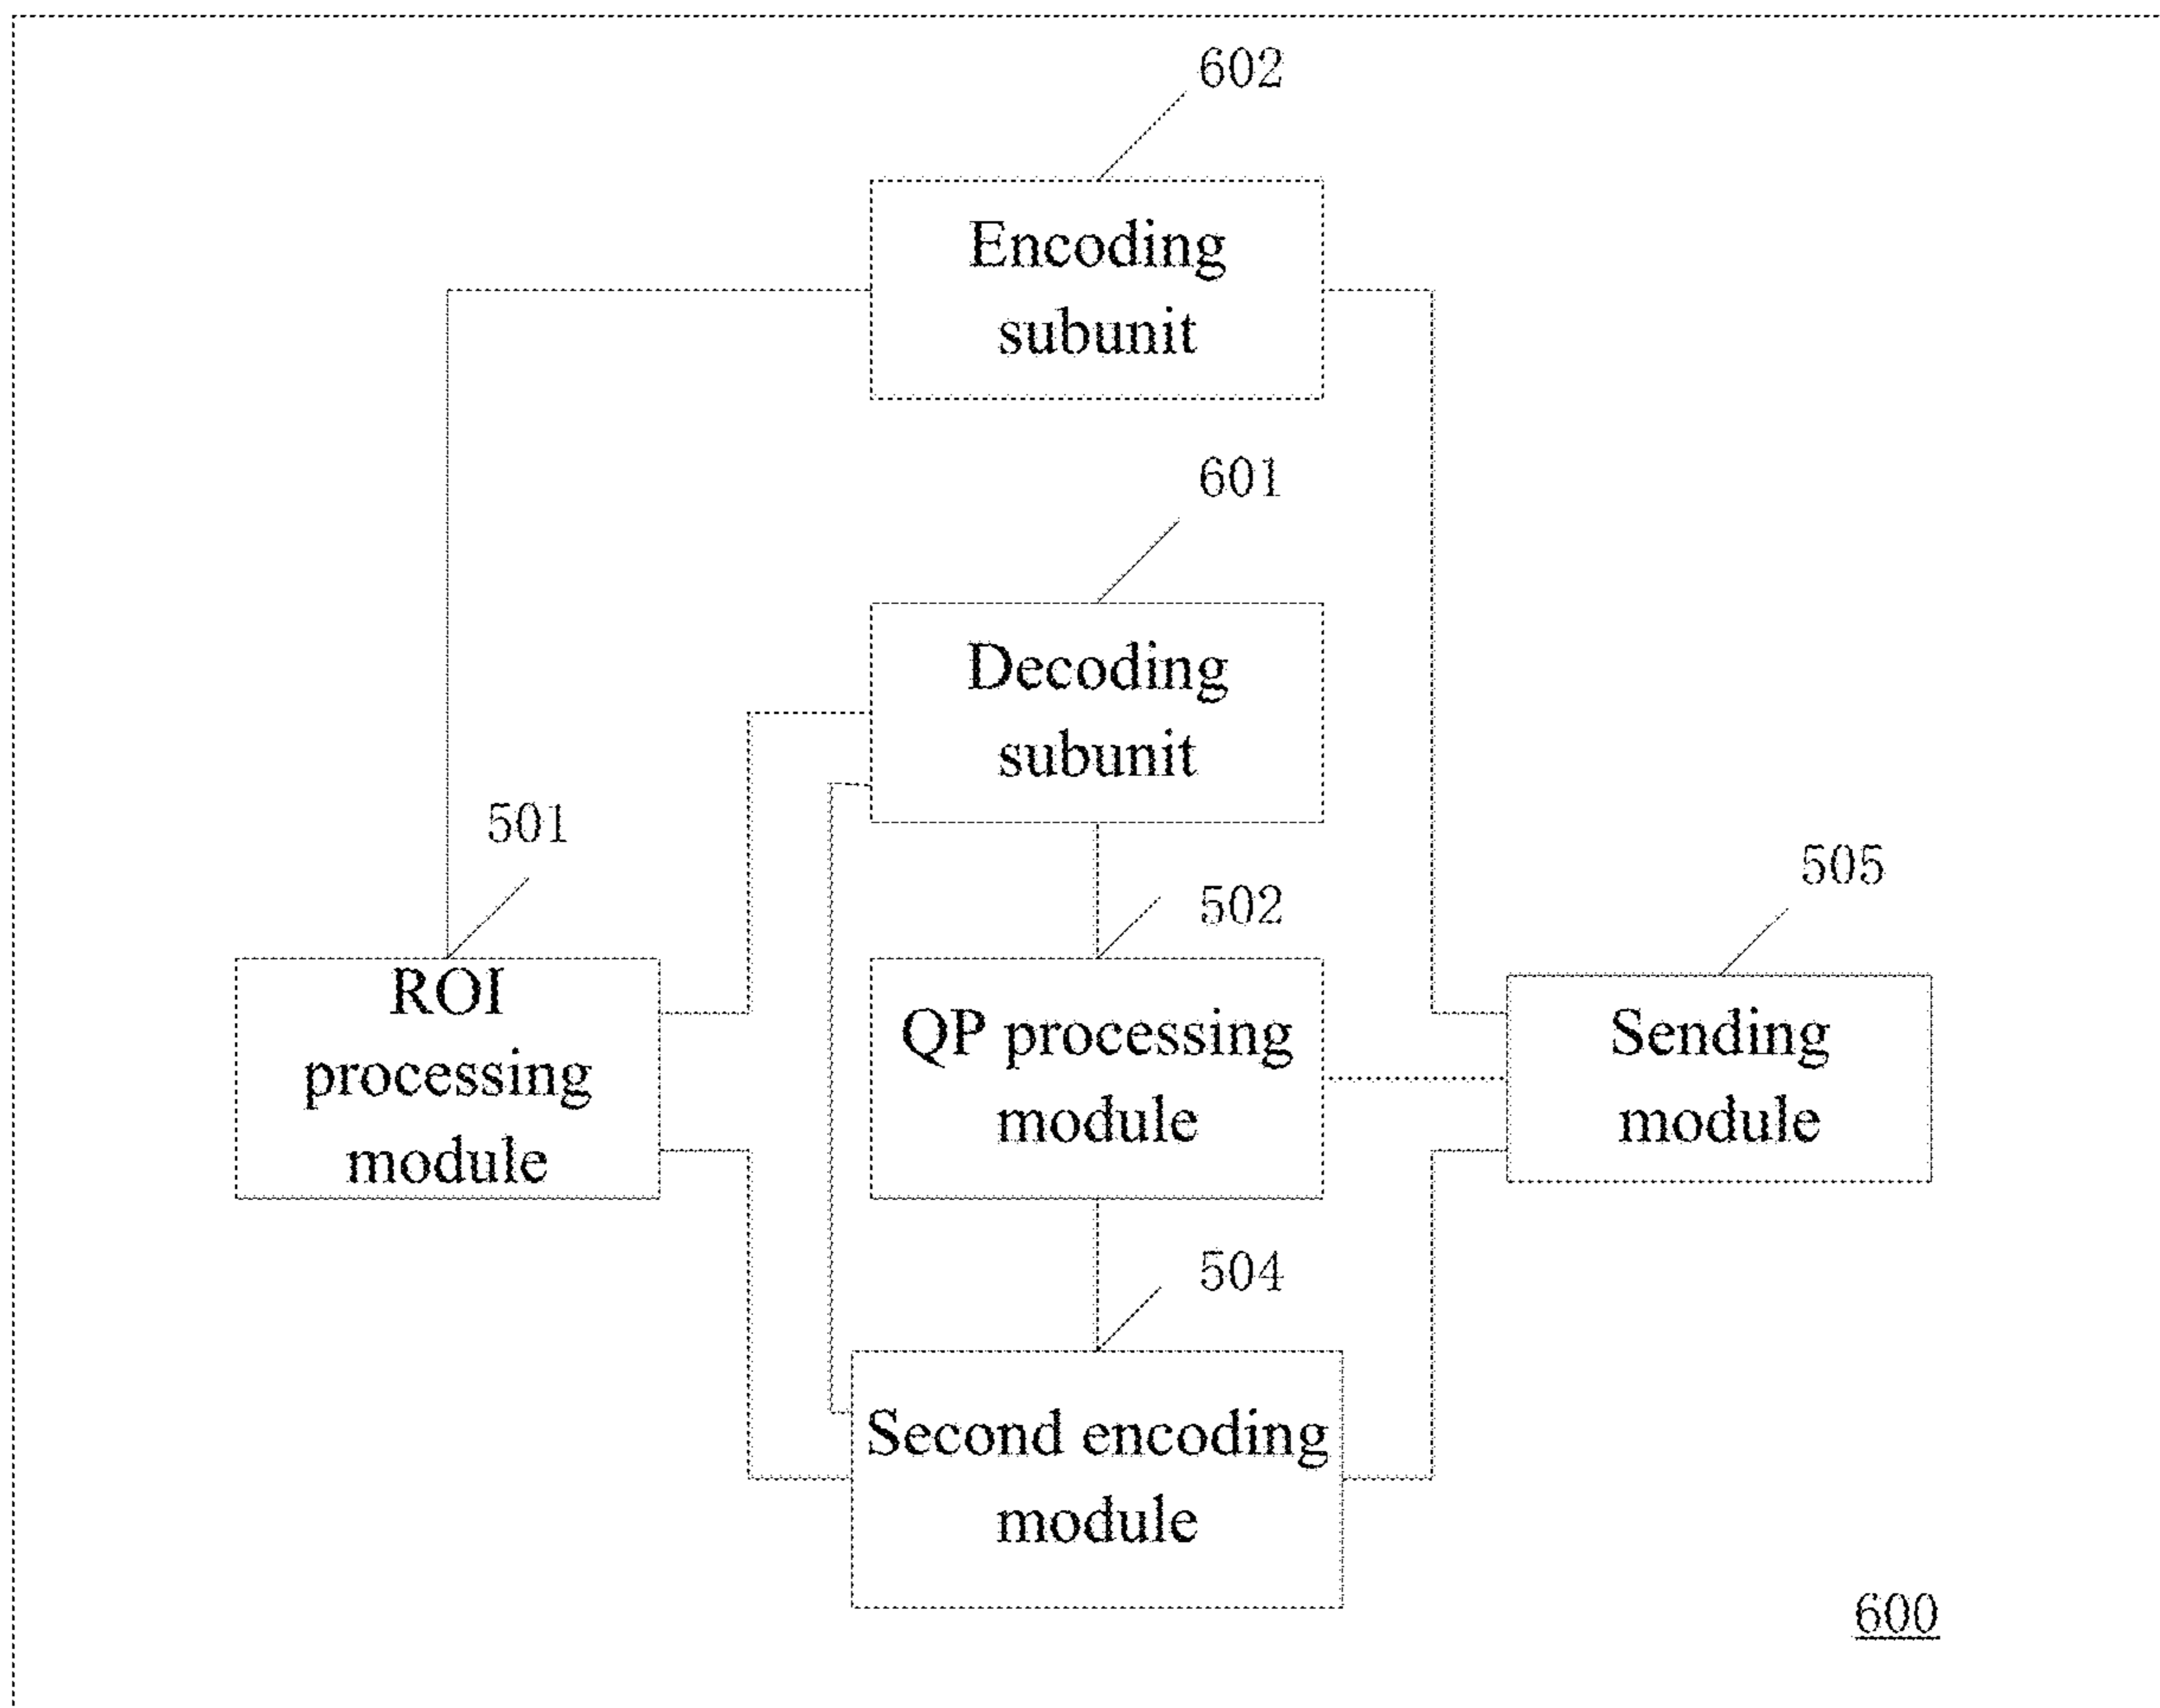 602
Encoding
subunit
601
Decoding
subunit
501
ROI
processing
module
502
QP processing
module
505
Sending
module
504
Second encoding
module
600